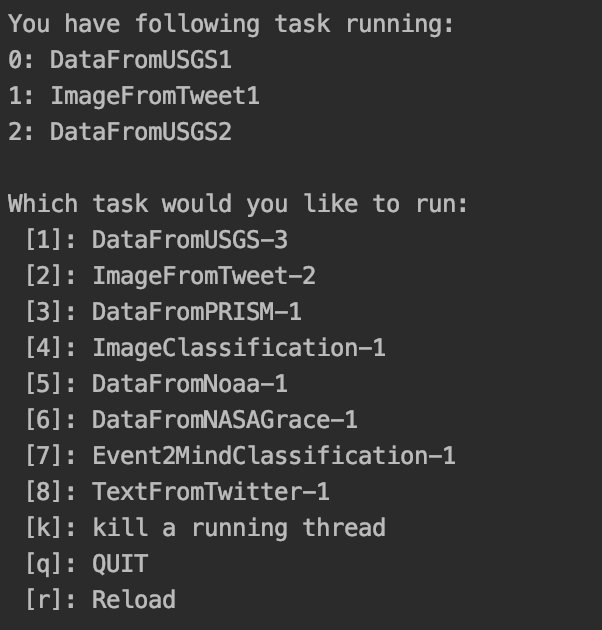 You have following task running:
0: DataFromUSGS1
1: ImageFromTweet1
2: DataFromUSGS2
Which task would you like to run:
[1]: DataFromUSGS-3
[2]: ImageFromTweet-2
[3]: DataFromPRISM-1
[4]: ImageClassification-1
[5]: DataFromNoaa-1
[6]: DataFromNASAGrace-1
[7]: Event2MindClassification-1
[8]: TextFromTwitter-1
[k]: kill a running thread
[q]: QUIT
[r]: Reload